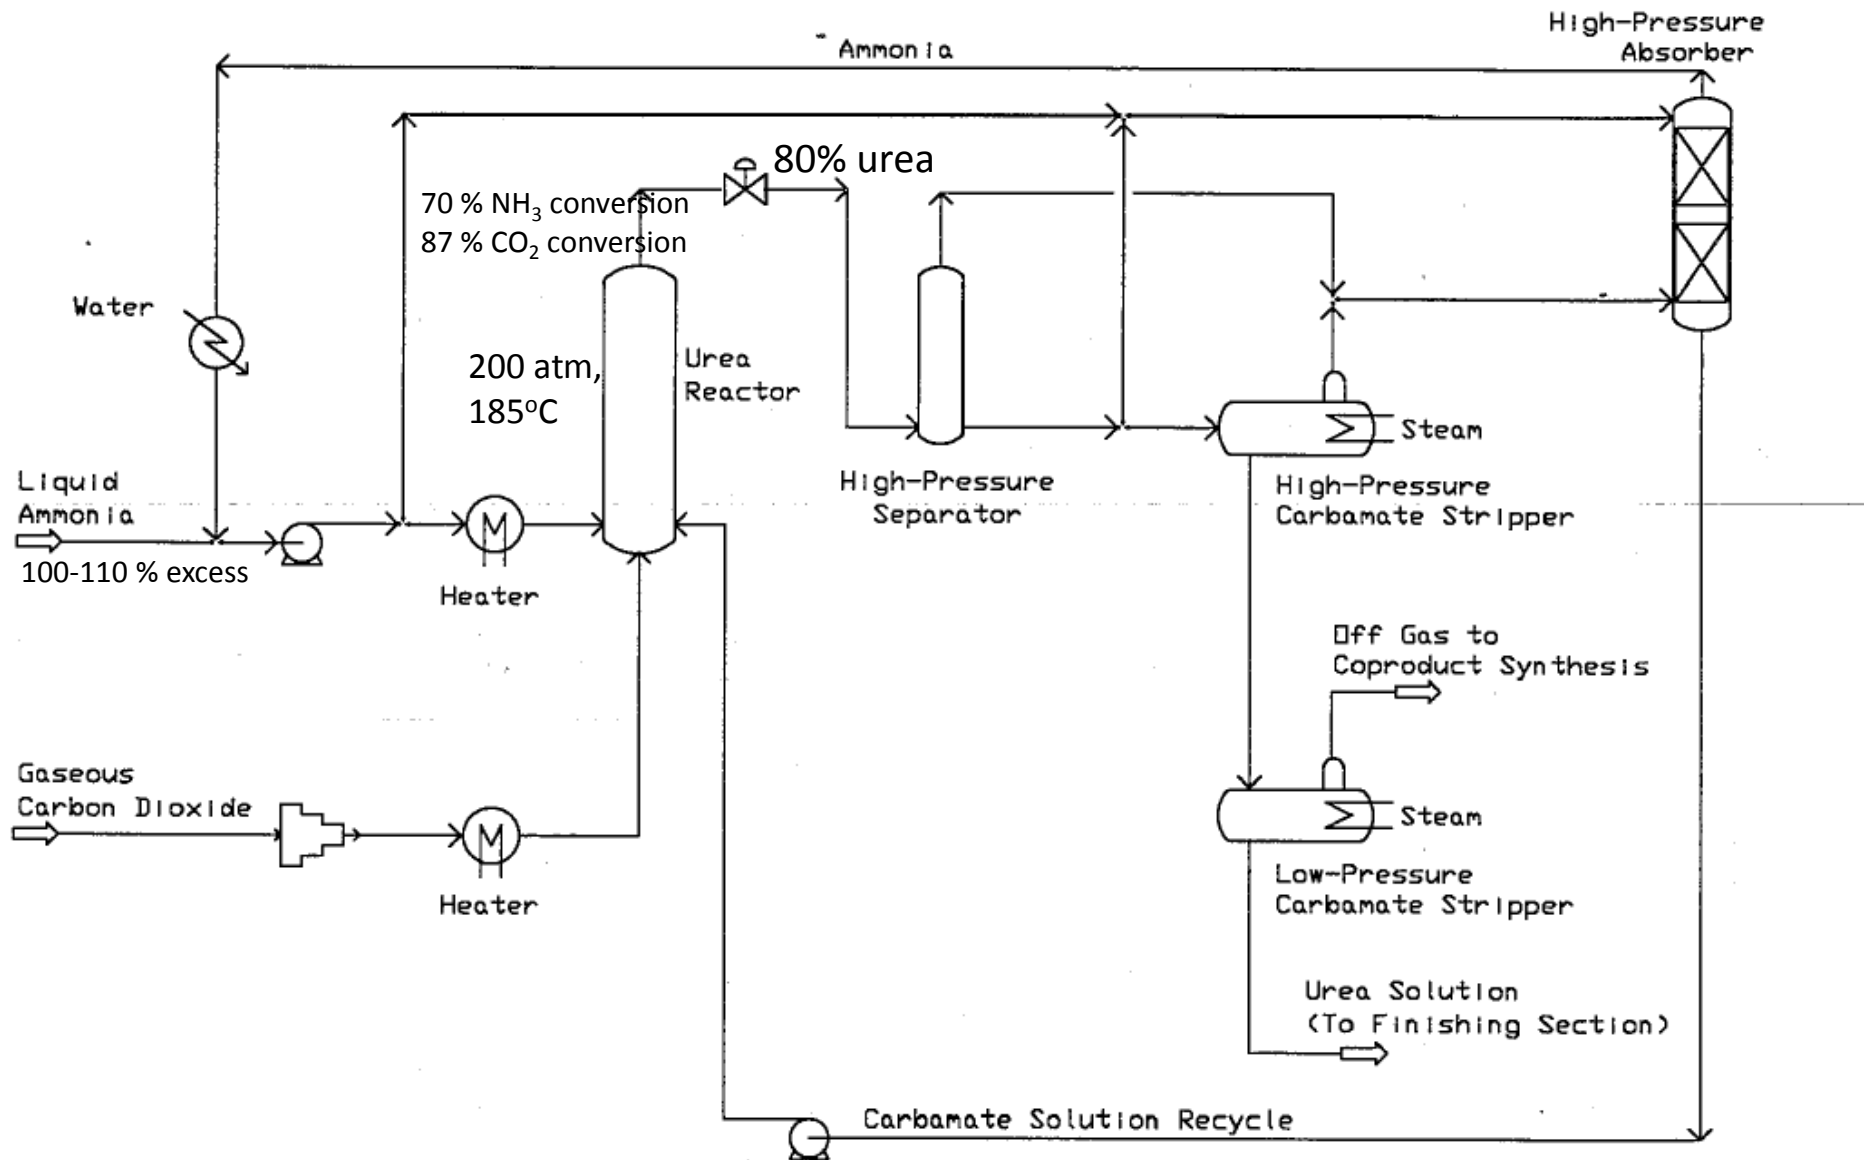 High-Pressure
Absorber
Ammonia
80% urea
70 % NH₃ conversion
87 % CO₂ conversion
Water
200 atm,
185°C
Urea
Reactor
Steam
Liquid
Ammonia
100-110 % excess
High-Pressure
Separator
High-Pressure
Carbamate Stripper
Heater
Off Gas to
Coproduct Synthesis
Gaseous
Carbon Dioxide
Steam
Heater
Low-Pressure
Carbamate Stripper
Urea Solution
(To Finishing Section)
Carbamate Solution Recycle